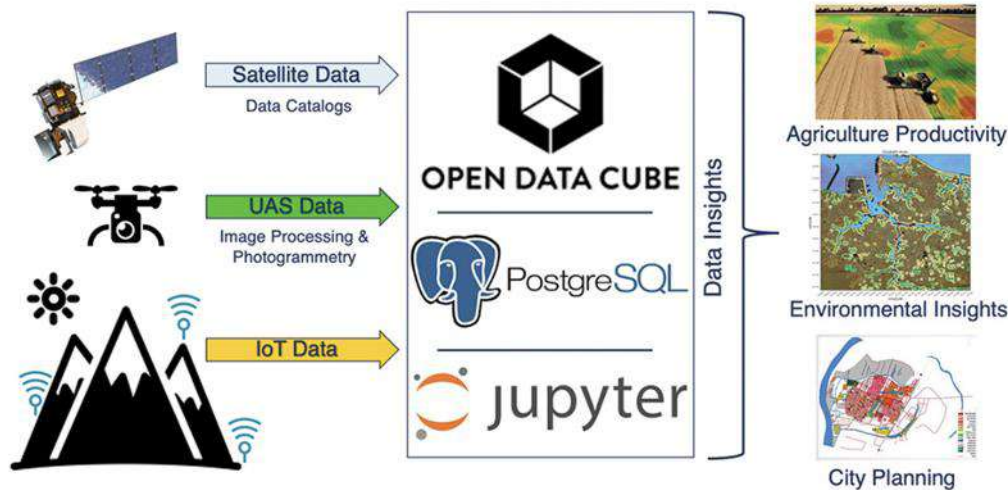 Satellite Data
Data Catalogs
UAS Data
Image Processing &
Photogrammetry
IoT Data
OPEN DATA CUBE
PostgreSQL
jupyter
Data Insights
Agriculture Productivity
Environmental Insights
City Planning